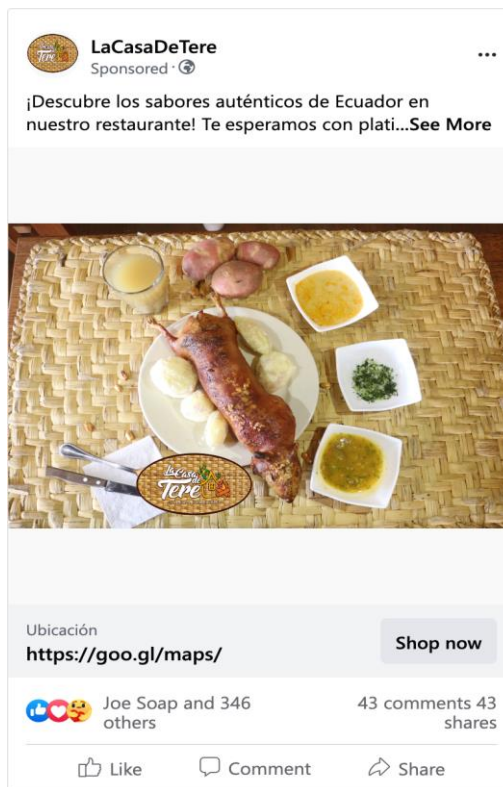 LaCasaDeTere
Sponsored ·
¡Descubre los sabores auténticos de Ecuador en
nuestro restaurante! Te esperamos con plati...See More
La Casa
de
Tere
Ubicación
https://goo.gl/maps/
Shop now
Joe Soap and 346
others
43 comments 43
shares
Like
Comment
Share